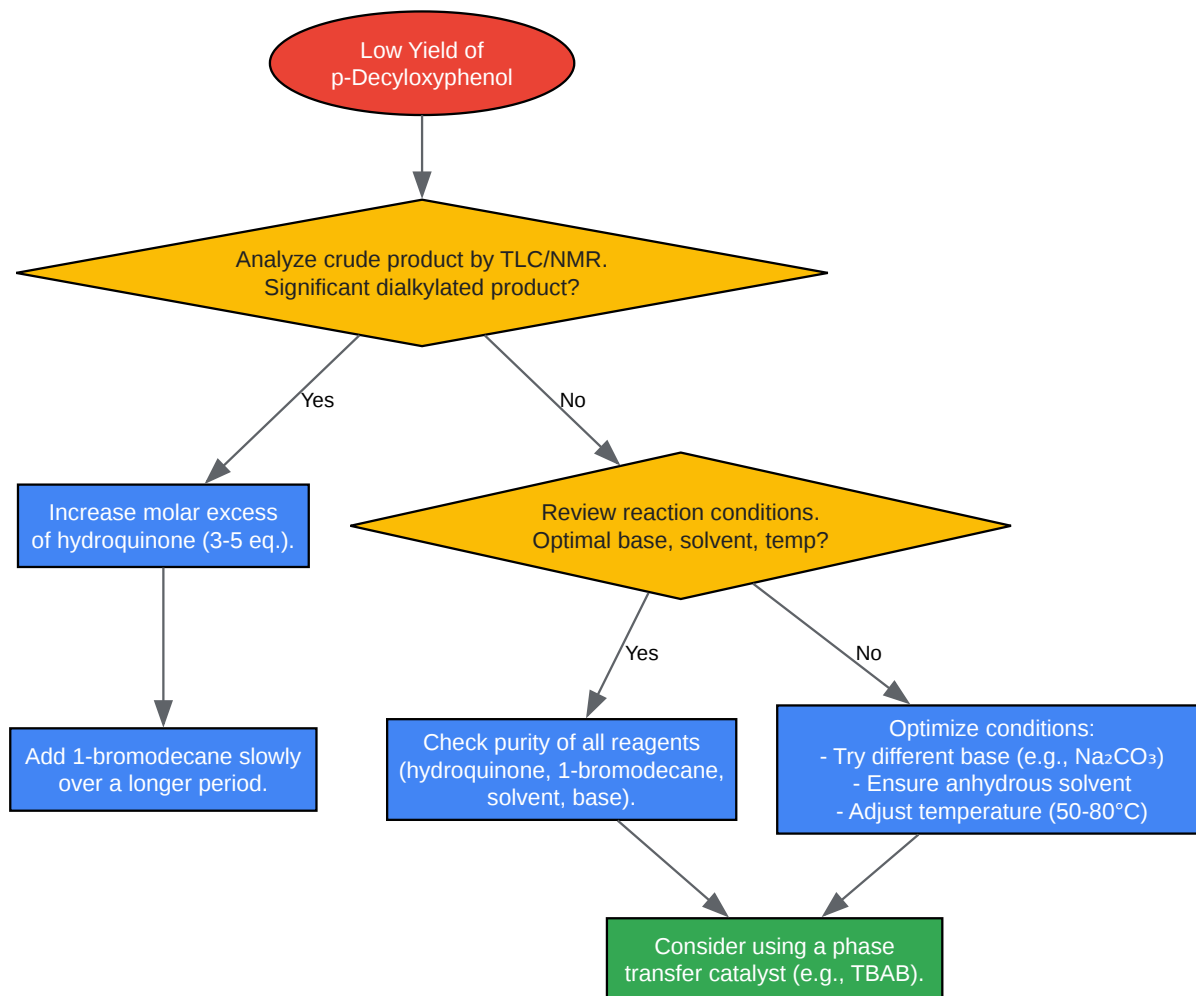 Low Yield of
p-Decyloxyphenol
Analyze crude product by TLC/NMR.
Significant dialkylated product?
Yes
No
Increase molar excess
of hydroquinone (3-5 eq.).
Review reaction conditions.
Optimal base, solvent, temp?
Yes
No
Add 1-bromodecane slowly
over a longer period.
Check purity of all reagents
(hydroquinone, 1-bromodecane,
solvent, base).
Optimize conditions:
- Try different base (e.g., Na₂CO₃)
- Ensure anhydrous solvent
- Adjust temperature (50-80°C)
Consider using a phase
transfer catalyst (e.g., TBAB).